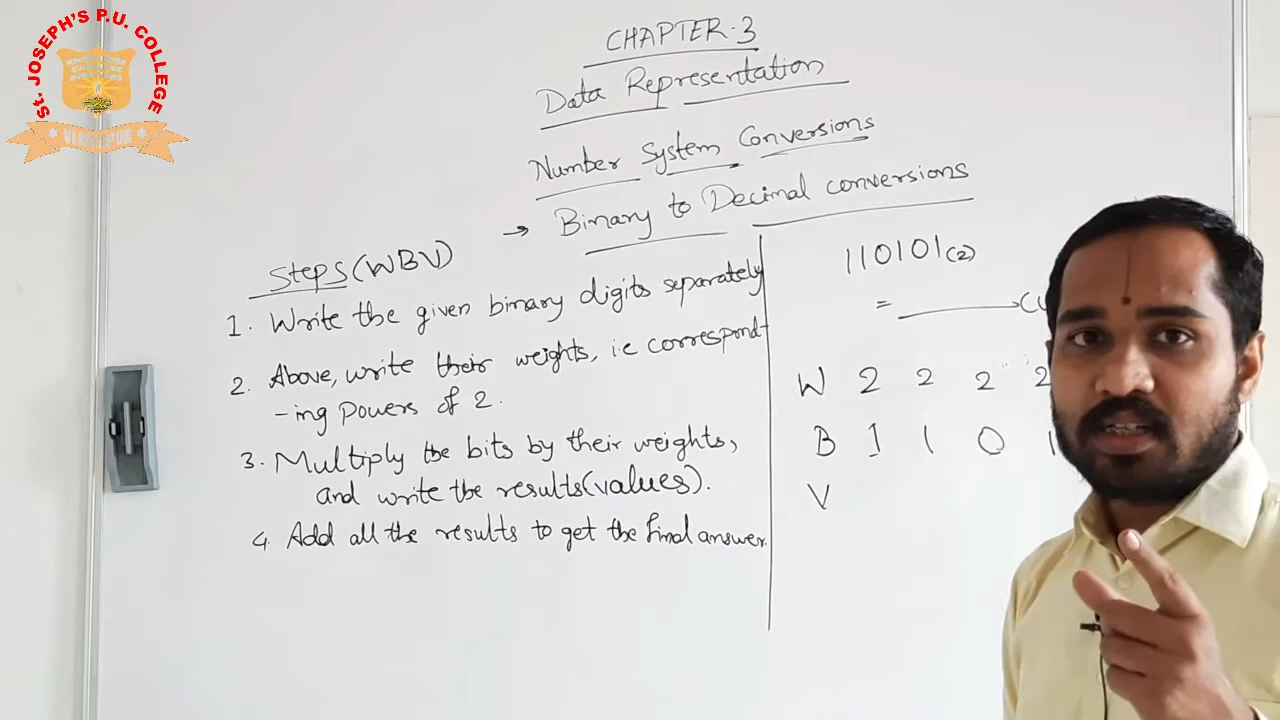 St. JOSEPH'S P.U. COLLEGE
CHAPTER-3
Data Representation
Number System Conversions
→ Binary to Decimal conversions
Steps(WBV)
1. Write the given binary digits separately
2. Above, write their weights, i.e correspond-
-ing powers of 2.
3. Multiply the bits by their weights,
and write the results(values).
4. Add all the results to get the final answer.
110101(2)
=
W 2 2 2 2
B 1 1 0 1
V